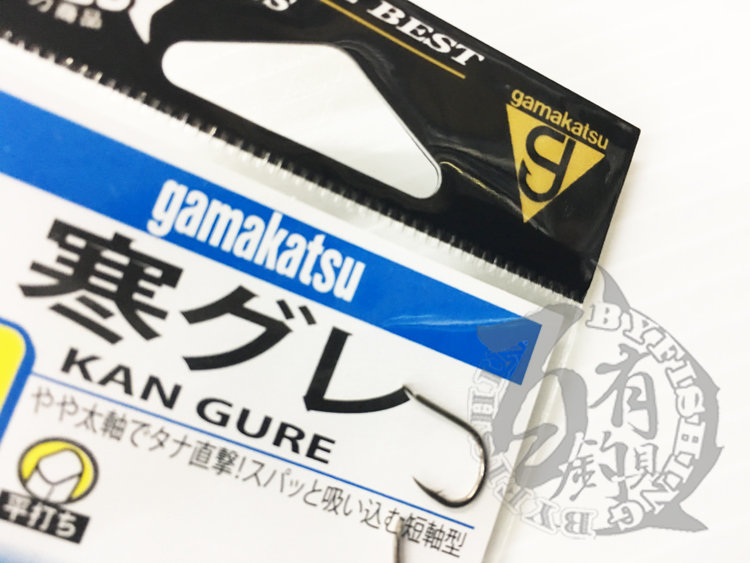 BEST
gamakatsu
g
gamakatsu
寒グレ
KAN GURE
やや太軸でタナ直撃!スパッと吸い込む短軸型
平打ち
BYFISHING
有
釣具